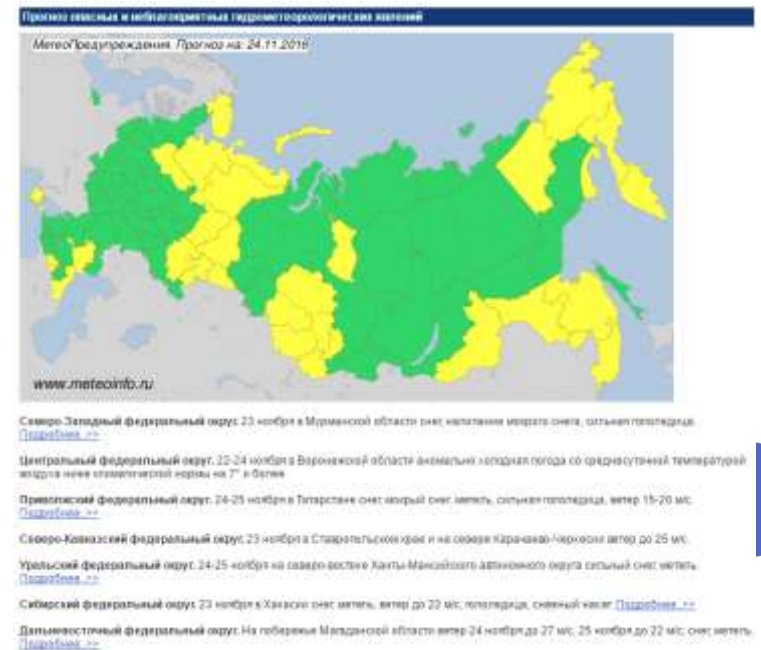 Прогноз опасных и неблагоприятных гидрометеорологических явлений
МетеоПредупреждения. Прогноз на: 24.11.2016
www.meteoinfo.ru
Северо-Западный федеральный округ. 23 ноября в Мурманской области снег, налипание мокрого снега, сильная гололедица.
Подробнее >>
Центральный федеральный округ. 22-24 ноября в Воронежской области аномально холодная погода со среднесуточной температурой
воздуха ниже климатической нормы на 7° и более.
Приволжский федеральный округ. 24-25 ноября в Татарстане снег, мокрый снег, метель, сильная гололедица, ветер 15-20 м/с.
Подробнее >>
Северо-Кавказский федеральный округ. 23 ноября в Ставропольском крае и на севере Карачаево-Черкесии ветер до 25 м/с.
Уральский федеральный округ. 24-25 ноября на северо-востоке Ханты-Мансийского автономного округа сильный снег, метель.
Подробнее >>
Сибирский федеральный округ. 23 ноября в Хакасии снег, метель, ветер до 23 м/с, гололедица, снежный накат. Подробнее >>
Дальневосточный федеральный округ. На побережье Магаданской области ветер 24 ноября до 27 м/с, 25 ноября до 22 м/с, снег, метель.
Подробнее >>